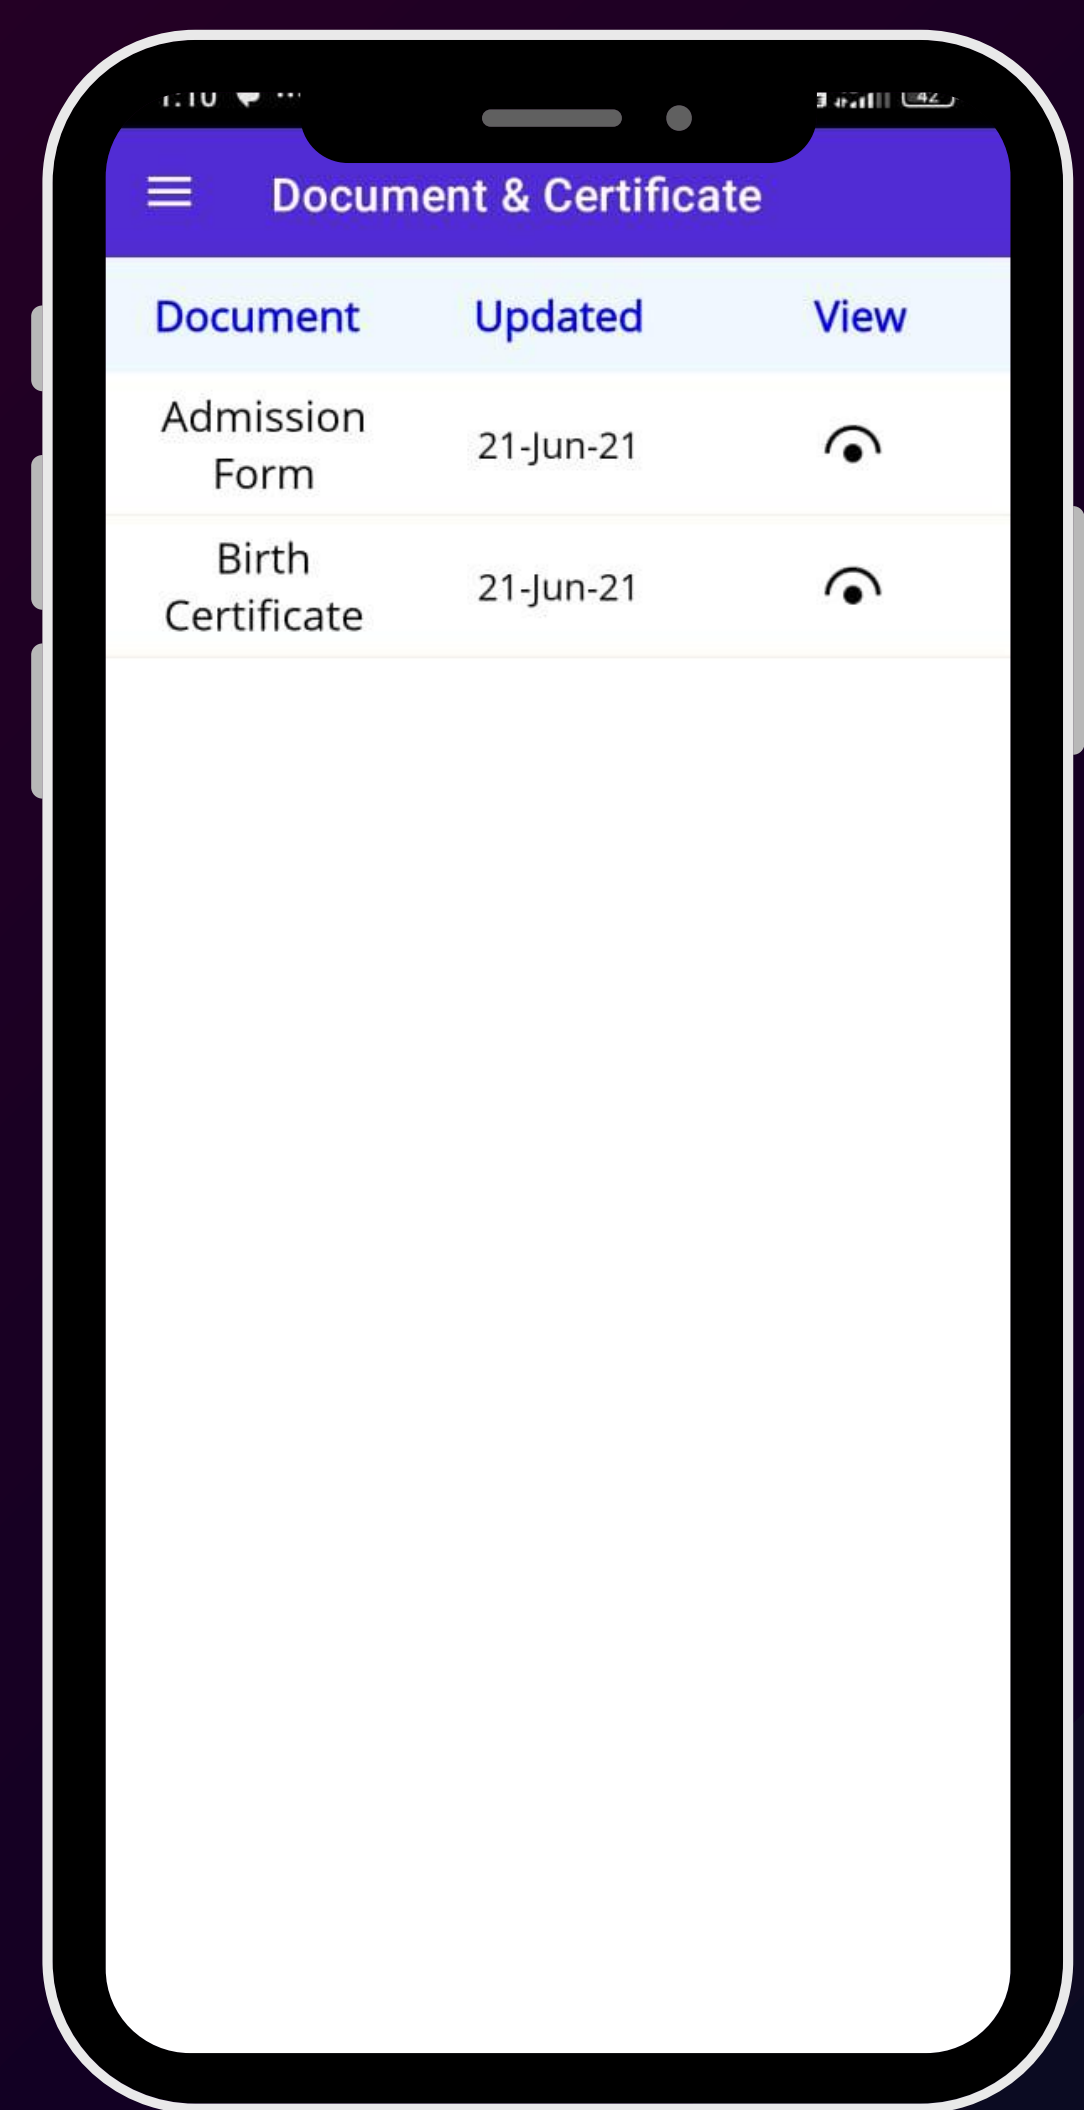 Document & Certificate
Document Updated View
Admission
Form
21-Jun-21
Birth
Certificate
21-Jun-21